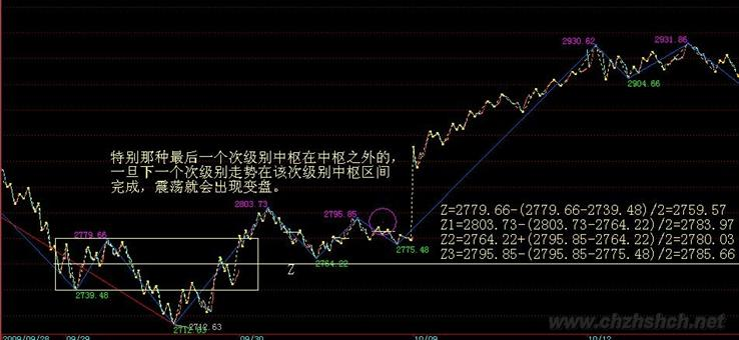 2930.62
2931.86
2904.66
特别那种最后一个次级别中枢在中枢之外的，
一旦下一个次级别走势在该次级别中枢区间
完成，震荡就会出现变盘。
2803.73
2795.85
2779.66
2775.48
2764.22
Z
2739.48
2712.63
Z=2779.66-(2779.66-2739.48)/2=2759.57
Z1=2803.73-(2803.73-2764.22)/2=2783.97
Z2=2764.22+(2795.85-2764.22)/2=2780.03
Z3=2795.85-(2795.85-2775.48)/2=2785.66
www.chzhshch.net
2009/09/28
09/29
09/30
10/09
10/12